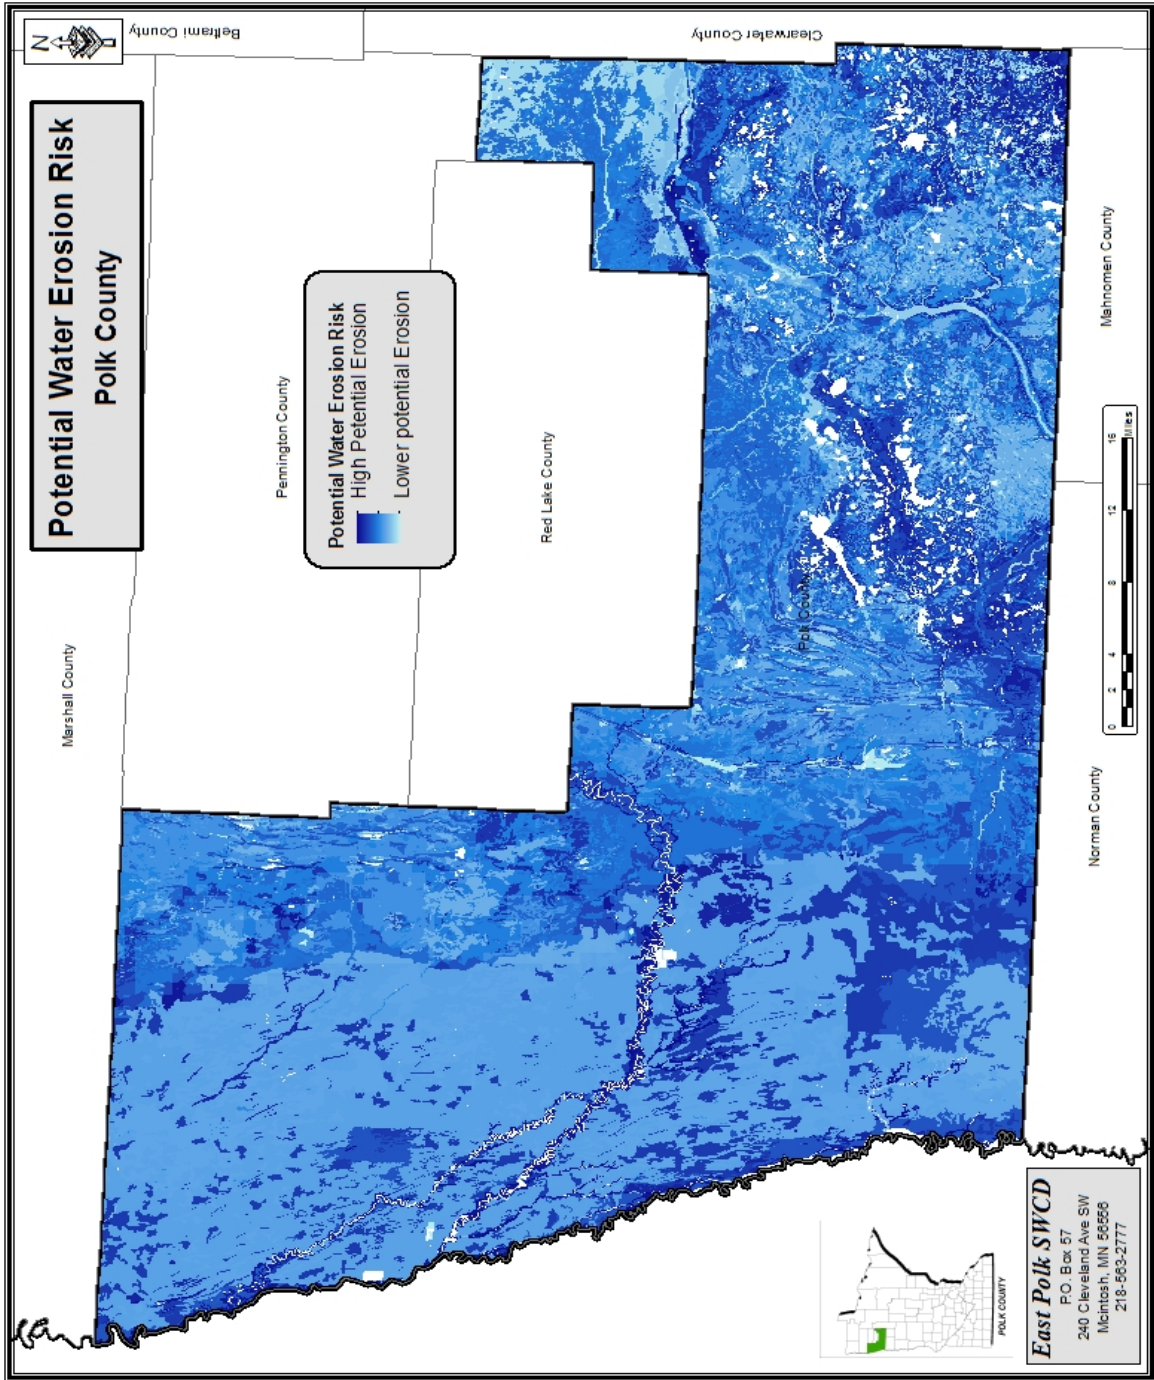 Potential Water Erosion Risk
Polk County
N
Beltrami County
Clearwater County
Marshall County
Pennington County
Red Lake County
Potential Water Erosion Risk
High Petential Erosion
Lower potential Erosion
Polk County
Mahnomen County
Norman County
0 2 4 8 12 16
Miles
POLK COUNTY
East Polk SWCD
P.O. Box 57
240 Cleveland Ave SW
McIntosh, MN 56556
218-563-2777